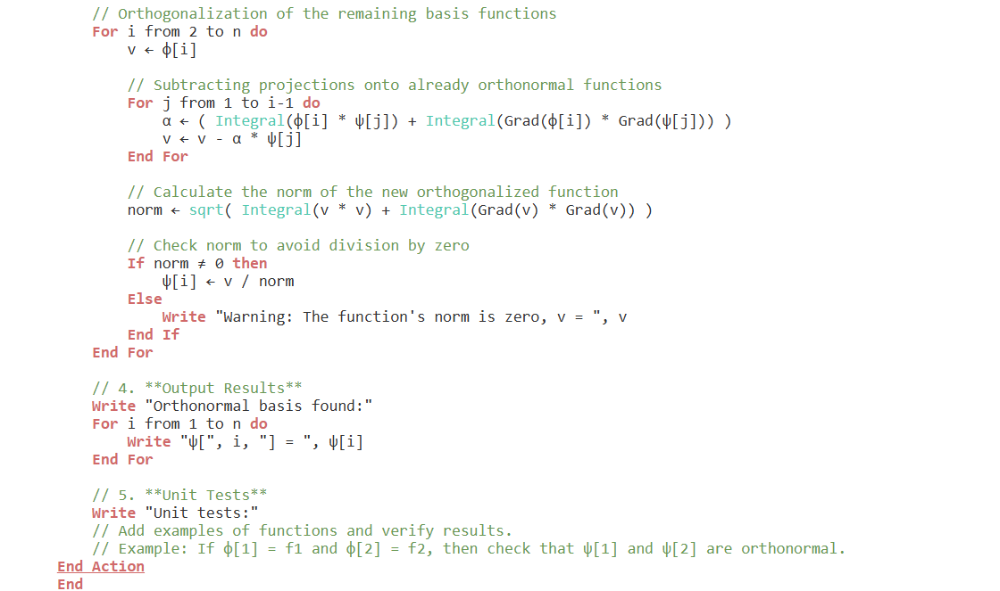 // Orthogonalization of the remaining basis functions
For i from 2 to n do
v ← ϕ[i]
// Subtracting projections onto already orthonormal functions
For j from 1 to i-1 do
α ← ( Integral(ϕ[i] * ψ[j]) + Integral(Grad(ϕ[i]) * Grad(ψ[j])) )
v ← v - α * ψ[j]
End For
// Calculate the norm of the new orthogonalized function
norm ← sqrt( Integral(v * v) + Integral(Grad(v) * Grad(v)) )
// Check norm to avoid division by zero
If norm ≠ 0 then
ψ[i] ← v / norm
Else
Write "Warning: The function's norm is zero, v = ", v
End If
End For
// 4. **Output Results**
Write "Orthonormal basis found:"
For i from 1 to n do
Write "ψ[", i, "] = ", ψ[i]
End For
// 5. **Unit Tests**
Write "Unit tests:"
// Add examples of functions and verify results.
// Example: If ϕ[1] = f1 and ϕ[2] = f2, then check that ψ[1] and ψ[2] are orthonormal.
End Action
End